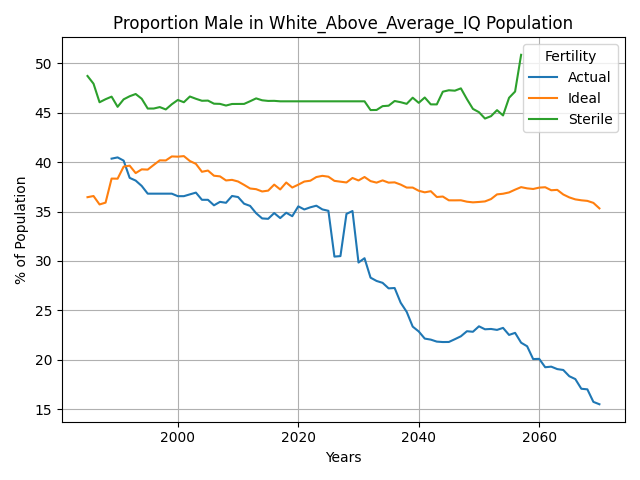 Proportion Male in White_Above_Average_IQ Population
% of Population
50
45
40
35
30
25
20
15
Fertility
Actual
Ideal
Sterile
2000
2020
2040
2060
Years